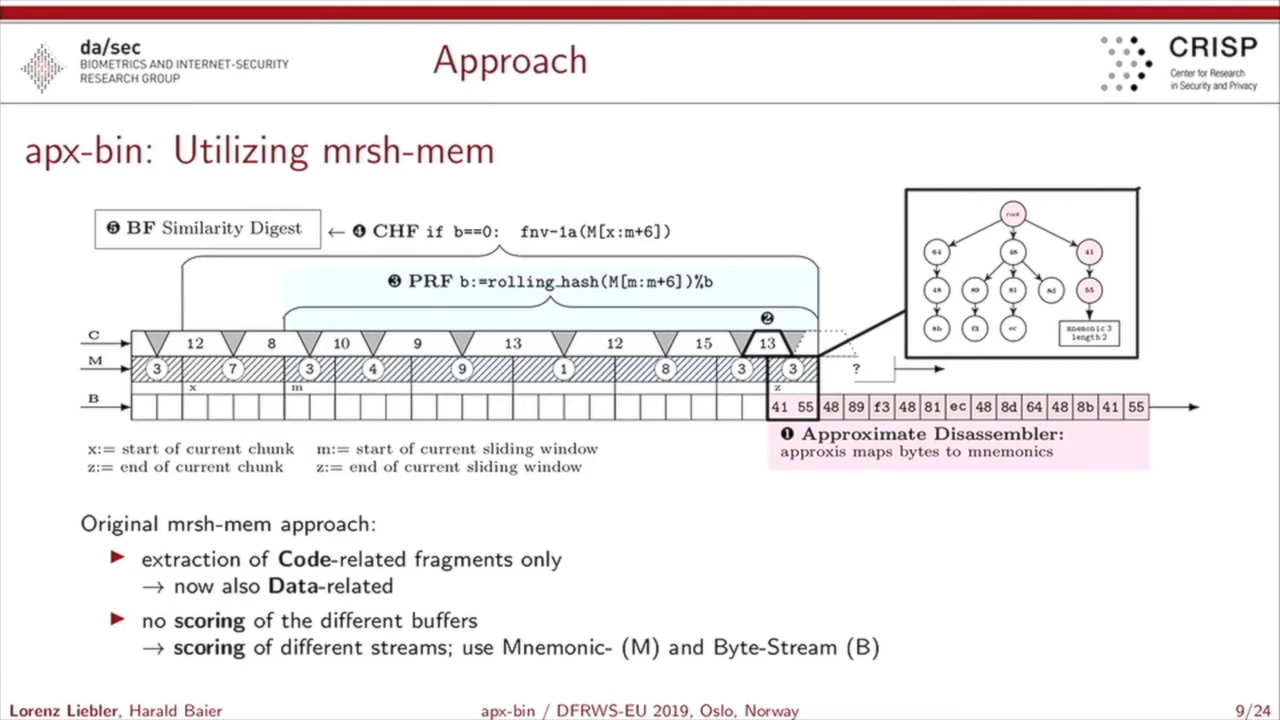 da/sec
BIOMETRICS AND INTERNET-SECURITY
RESEARCH GROUP
Approach
CRISP
Center for Research
in Security and Privacy
apx-bin: Utilizing mrsh-mem
❺ BF Similarity Digest
← ❹ CHF if b==0: fnv-1a(M[x:m+6])
❸ PRF b:=rolling_hash(M[m:m+6])%b
❷
C 12 8 10 9 13 12 15 13
M 3 7 3 4 9 1 8 3 3 ?
x m z
B 41 55 48 89 f3 48 81 ec 48 8d 64 48 8b 41 55
root
64 48 41
48 89 81 8d 55
8b f3 ec
mnemonic 3
length 2
❶ Approximate Disassembler:
approxis maps bytes to mnemonics
x:= start of current chunk m:= start of current sliding window
z:= end of current chunk z:= end of current sliding window
Original mrsh-mem approach:
▶ extraction of Code-related fragments only
→ now also Data-related
▶ no scoring of the different buffers
→ scoring of different streams; use Mnemonic- (M) and Byte-Stream (B)
Lorenz Liebler, Harald Baier
apx-bin / DFRWS-EU 2019, Oslo, Norway
9/24